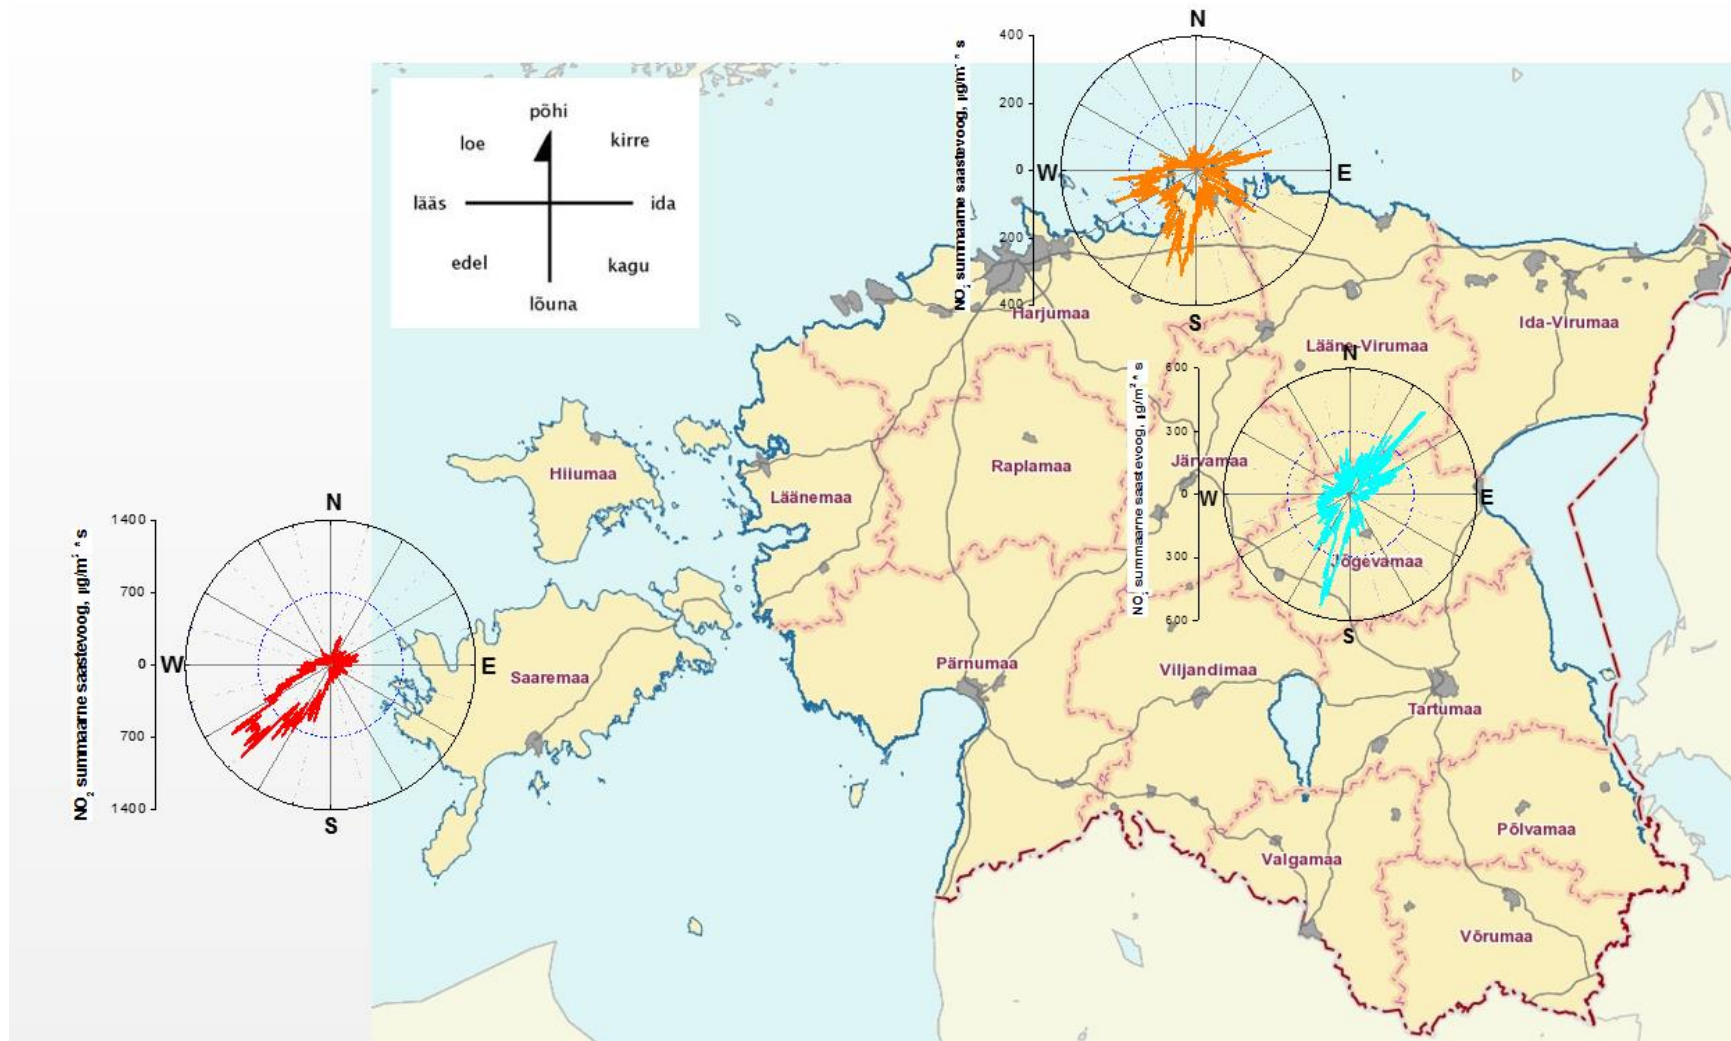 N
400
200
0
200
400
W
E
S
NO₂ summaarne saastevoog, µg/m² * s
põhi
loe
kirre
lääs
ida
edel
kagu
lõuna
Harjumaa
Lääne-Virumaa
Ida-Virumaa
N
600
300
0
300
600
W
E
S
NO₂ summaarne saastevoog, µg/m² * s
Hiiumaa
Läänemaa
Raplamaa
Järvamaa
Jõgevamaa
N
1400
700
0
700
1400
W
E
S
NO₂ summaarne saastevoog, µg/m² * s
Saaremaa
Pärnumaa
Viljandimaa
Tartumaa
Põlvamaa
Valgamaa
Võrumaa